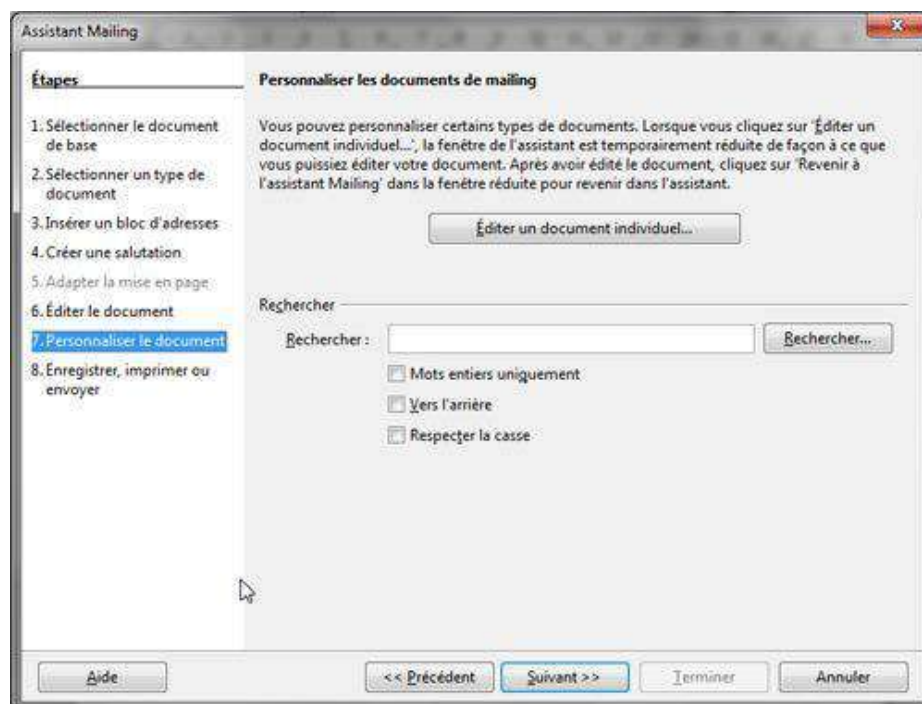 Assistant Mailing
Étapes
1. Sélectionner le document
de base
2. Sélectionner un type de
document
3. Insérer un bloc d'adresses
4. Créer une salutation
5. Adapter la mise en page
6. Éditer le document
7. Personnaliser le document
8. Enregistrer, imprimer ou
envoyer
Personnaliser les documents de mailing
Vous pouvez personnaliser certains types de documents. Lorsque vous cliquez sur 'Éditer un
document individuel...', la fenêtre de l'assistant est temporairement réduite de façon à ce que
vous puissiez éditer votre document. Après avoir édité le document, cliquez sur 'Revenir à
l'assistant Mailing' dans la fenêtre réduite pour revenir dans l'assistant.
Éditer un document individuel...
Rechercher
Rechercher :
Rechercher...
Mots entiers uniquement
Vers l'arrière
Respecter la casse
Aide
<< Précédent
Suivant >>
Terminer
Annuler